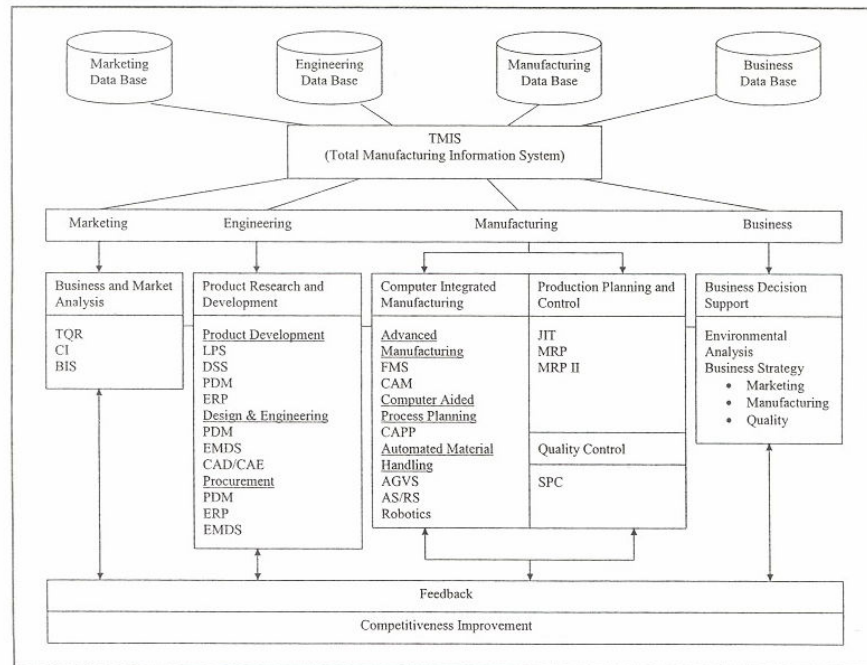 Marketing
Data Base
Engineering
Data Base
Manufacturing
Data Base
Business
Data Base
TMIS
(Total Manufacturing Information System)
Marketing
Engineering
Manufacturing
Business
Business and Market
Analysis
TQR
CI
BIS
Product Research and
Development
Product Development
LPS
DSS
PDM
ERP
Design & Engineering
PDM
EMDS
CAD/CAE
Procurement
PDM
ERP
EMDS
Computer Integrated
Manufacturing
Advanced
Manufacturing
FMS
CAM
Computer Aided
Process Planning
CAPP
Automated Material
Handling
AGVS
AS/RS
Robotics
Production Planning and
Control
JIT
MRP
MRP II
Quality Control
SPC
Business Decision
Support
Environmental
Analysis
Business Strategy
• Marketing
• Manufacturing
• Quality
Feedback
Competitiveness Improvement